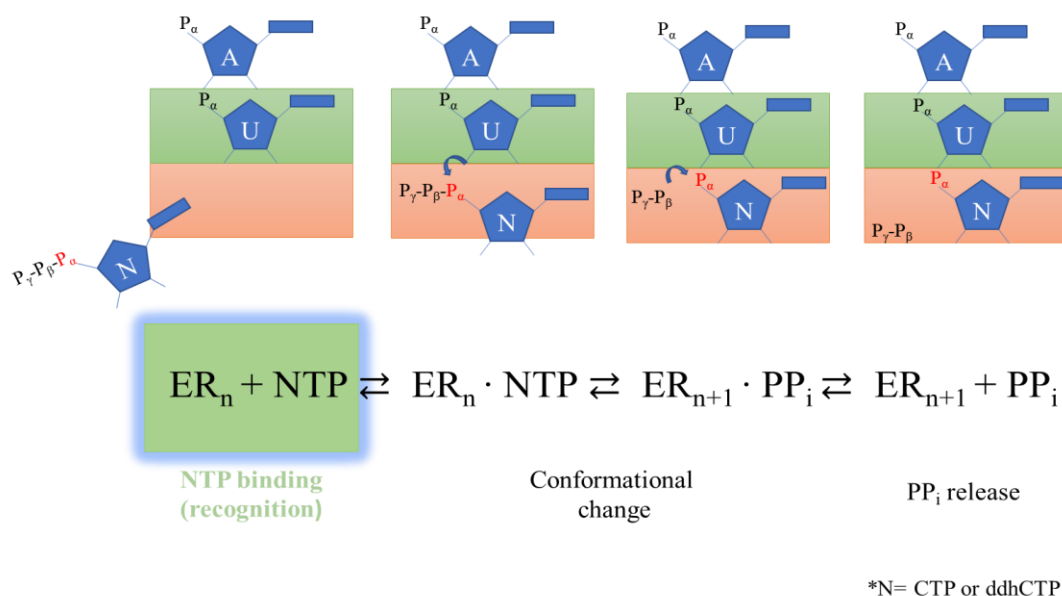 Pα A Pα A Pα A Pα A
Pα U Pα U Pα U Pα U
Pγ-Pβ-Pα N Pγ-Pβ-Pα N Pγ-Pβ Pα N Pα N Pγ-Pβ
ERn + NTP ⇄ ERn · NTP ⇄ ERn+1 · PPi ⇄ ERn+1 + PPi
NTP binding
(recognition)
Conformational
change
PPi release
*N= CTP or ddhCTP